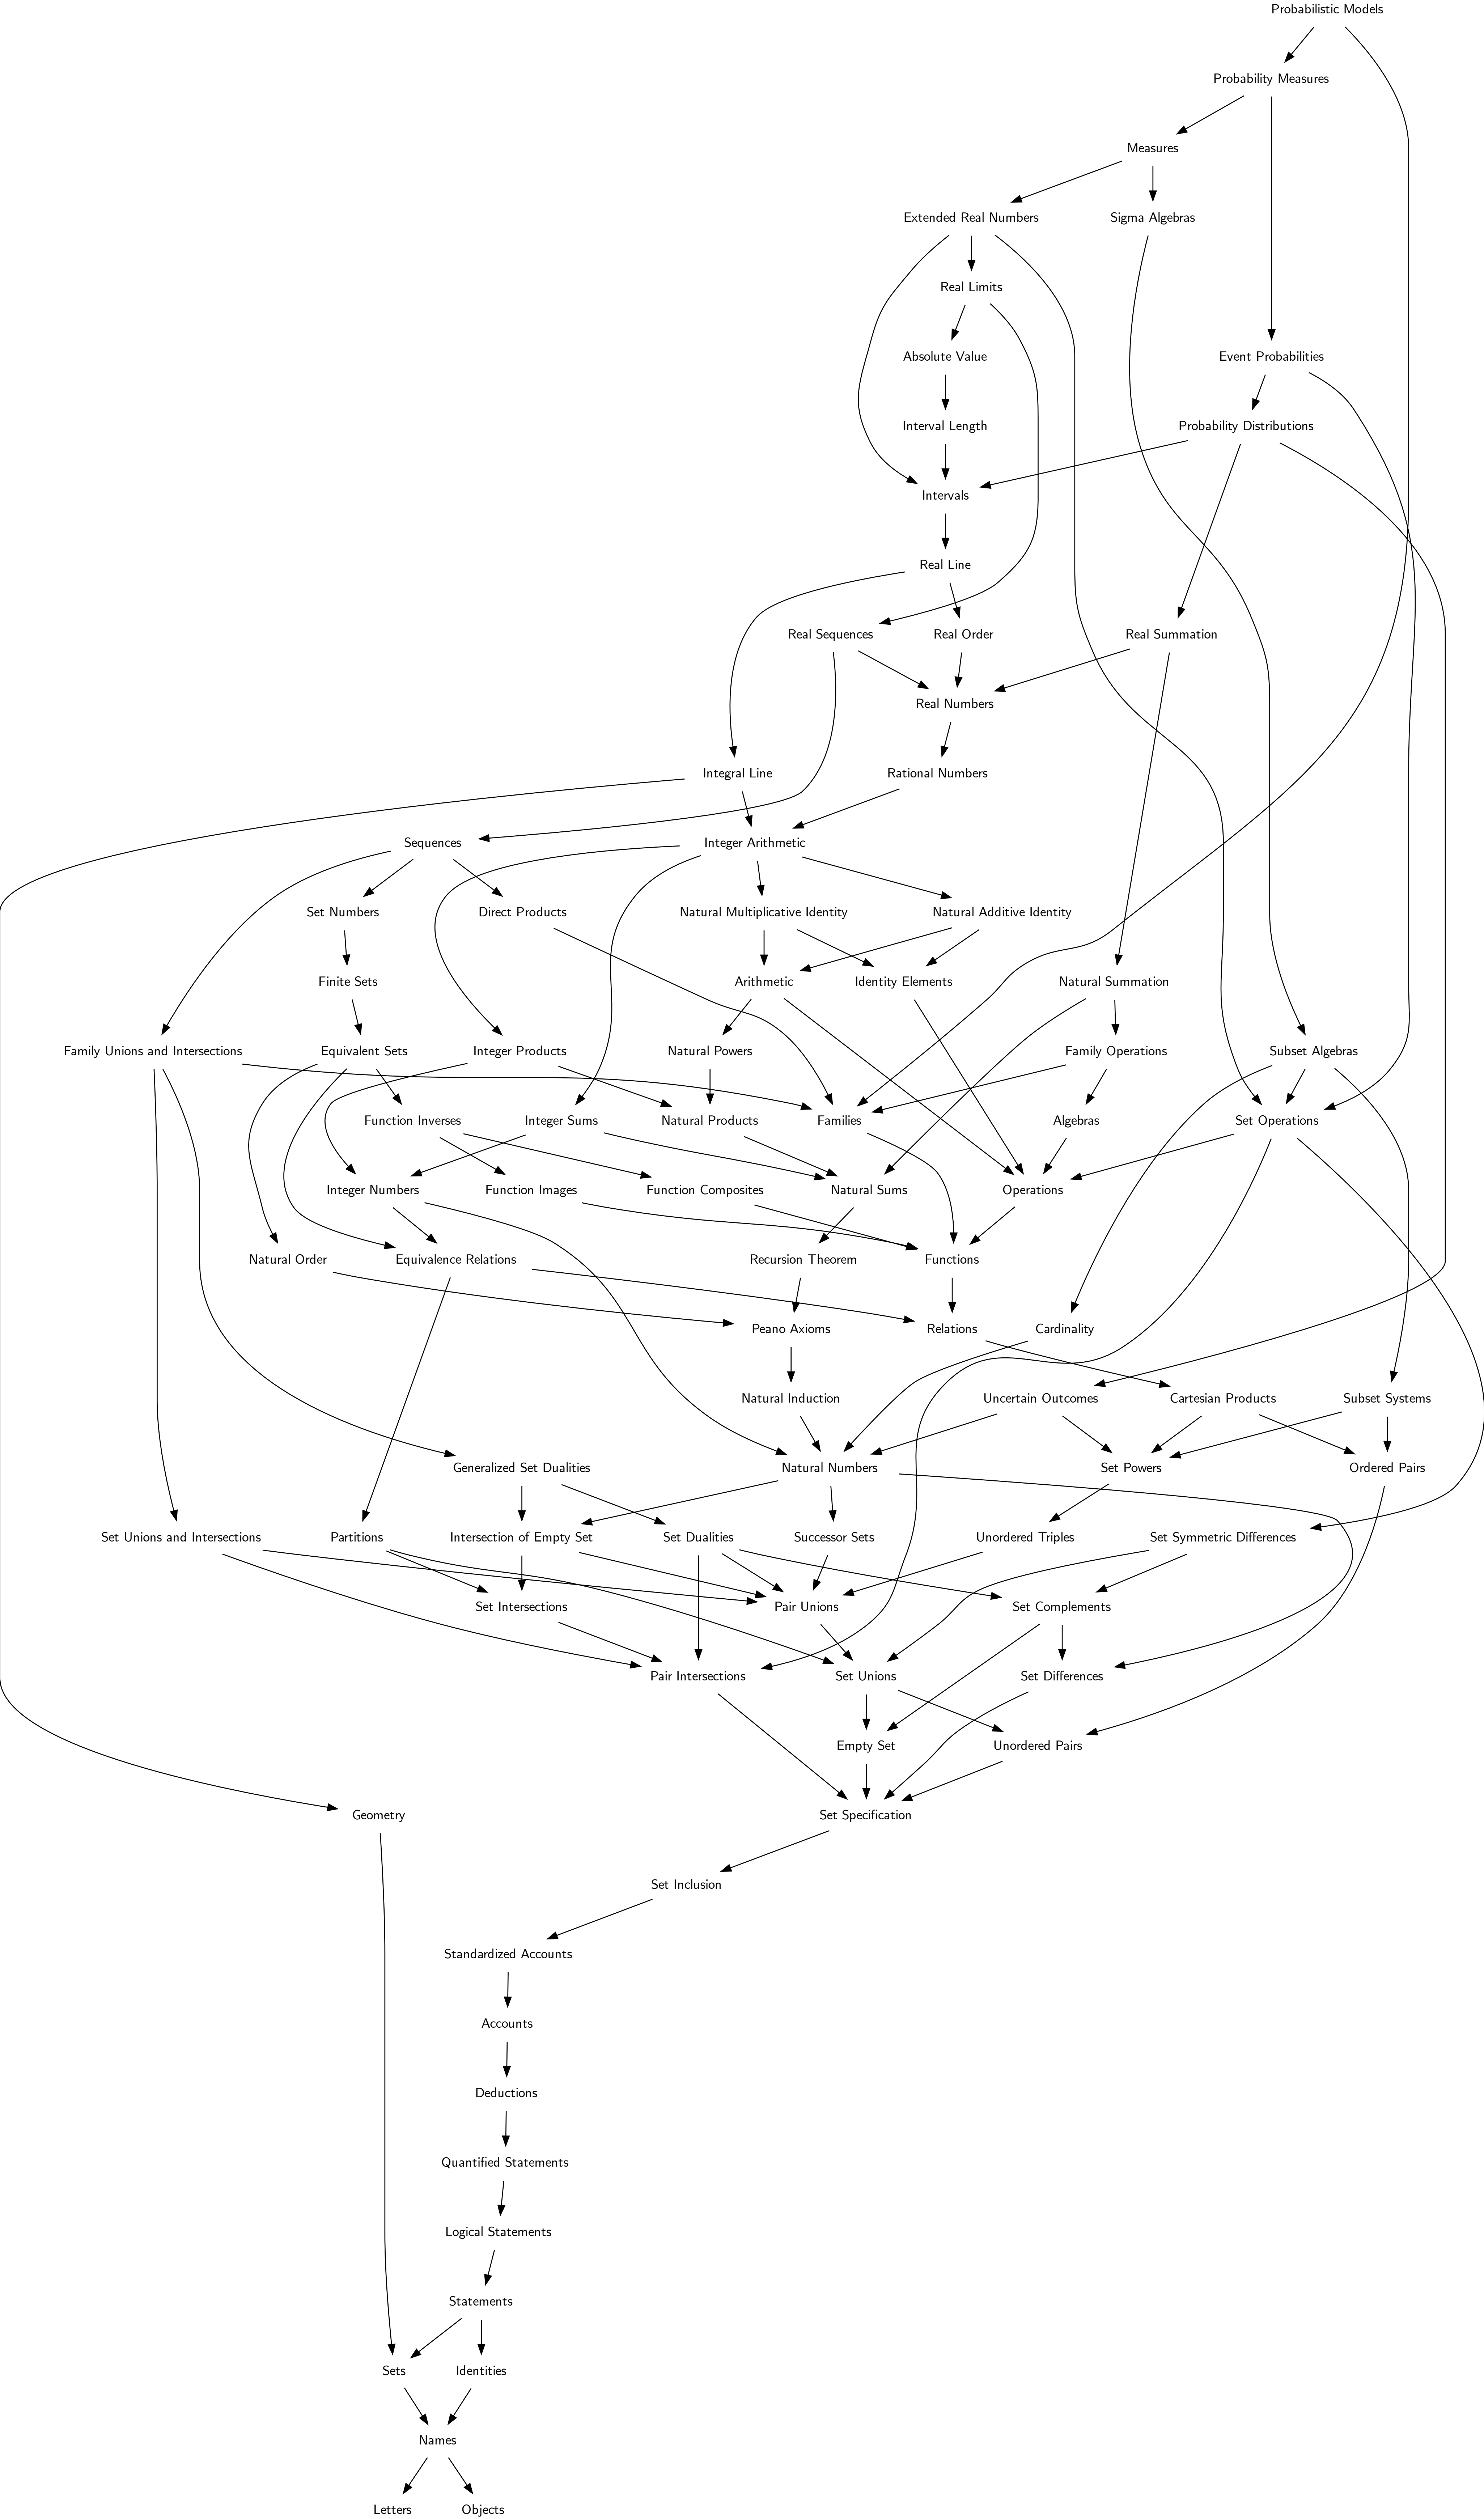 Probabilistic Models
Probability Measures
Measures
Extended Real Numbers
Sigma Algebras
Real Limits
Absolute Value
Event Probabilities
Interval Length
Probability Distributions
Intervals
Real Line
Real Sequences
Real Order
Real Summation
Real Numbers
Integral Line
Rational Numbers
Sequences
Integer Arithmetic
Set Numbers
Direct Products
Natural Multiplicative Identity
Natural Additive Identity
Finite Sets
Arithmetic
Identity Elements
Natural Summation
Family Unions and Intersections
Equivalent Sets
Integer Products
Natural Powers
Family Operations
Subset Algebras
Function Inverses
Integer Sums
Natural Products
Families
Algebras
Set Operations
Integer Numbers
Function Images
Function Composites
Natural Sums
Operations
Natural Order
Equivalence Relations
Recursion Theorem
Functions
Peano Axioms
Relations
Cardinality
Natural Induction
Uncertain Outcomes
Cartesian Products
Subset Systems
Generalized Set Dualities
Natural Numbers
Set Powers
Ordered Pairs
Set Unions and Intersections
Partitions
Intersection of Empty Set
Set Dualities
Successor Sets
Unordered Triples
Set Symmetric Differences
Set Intersections
Pair Unions
Set Complements
Pair Intersections
Set Unions
Set Differences
Empty Set
Unordered Pairs
Geometry
Set Specification
Set Inclusion
Standardized Accounts
Accounts
Deductions
Quantified Statements
Logical Statements
Statements
Sets
Identities
Names
Letters
Objects